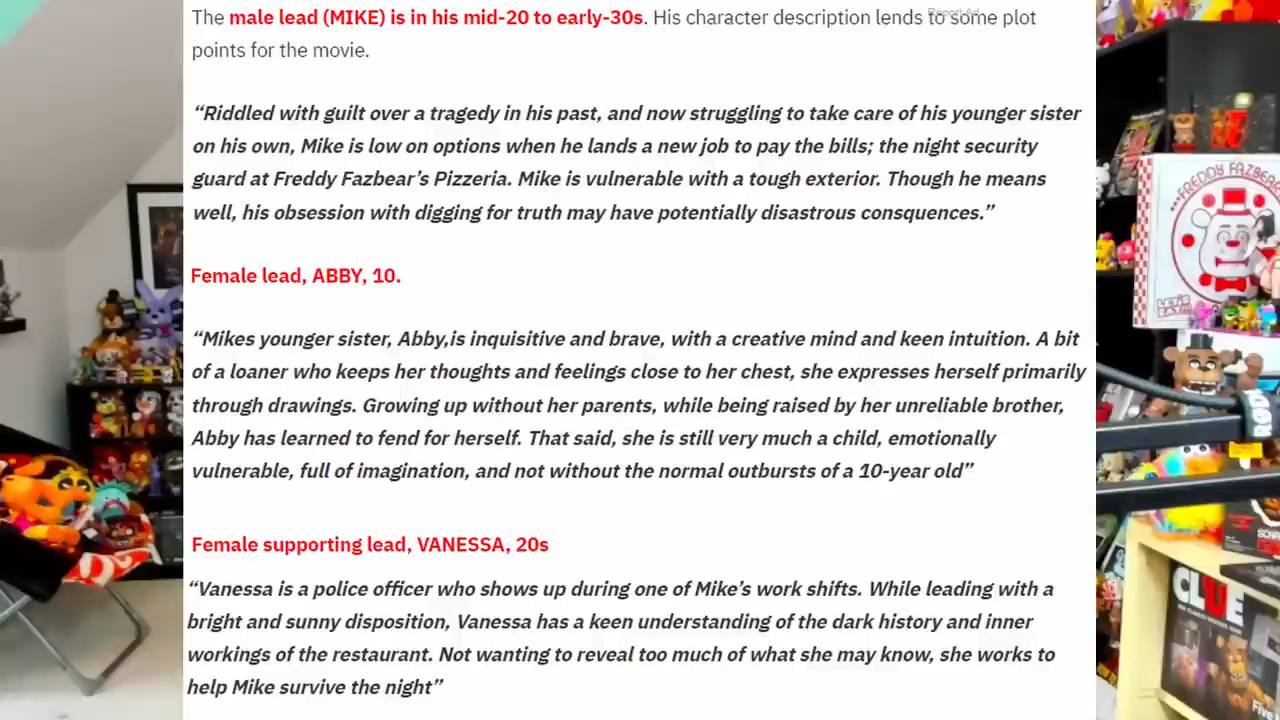 The male lead (MIKE) is in his mid-20 to early-30s. His character description lends to some plot
points for the movie.
Report Ad
“Riddled with guilt over a tragedy in his past, and now struggling to take care of his younger sister
on his own, Mike is low on options when he lands a new job to pay the bills; the night security
guard at Freddy Fazbear’s Pizzeria. Mike is vulnerable with a tough exterior. Though he means
well, his obsession with digging for truth may have potentially disastrous consquences.”
Female lead, ABBY, 10.
“Mikes younger sister, Abby,is inquisitive and brave, with a creative mind and keen intuition. A bit
of a loaner who keeps her thoughts and feelings close to her chest, she expresses herself primarily
through drawings. Growing up without her parents, while being raised by her unreliable brother,
Abby has learned to fend for herself. That said, she is still very much a child, emotionally
vulnerable, full of imagination, and not without the normal outbursts of a 10-year old”
Female supporting lead, VANESSA, 20s
“Vanessa is a police officer who shows up during one of Mike’s work shifts. While leading with a
bright and sunny disposition, Vanessa has a keen understanding of the dark history and inner
workings of the restaurant. Not wanting to reveal too much of what she may know, she works to
help Mike survive the night”
FREDDY FAZBEAR
CLUE
Five